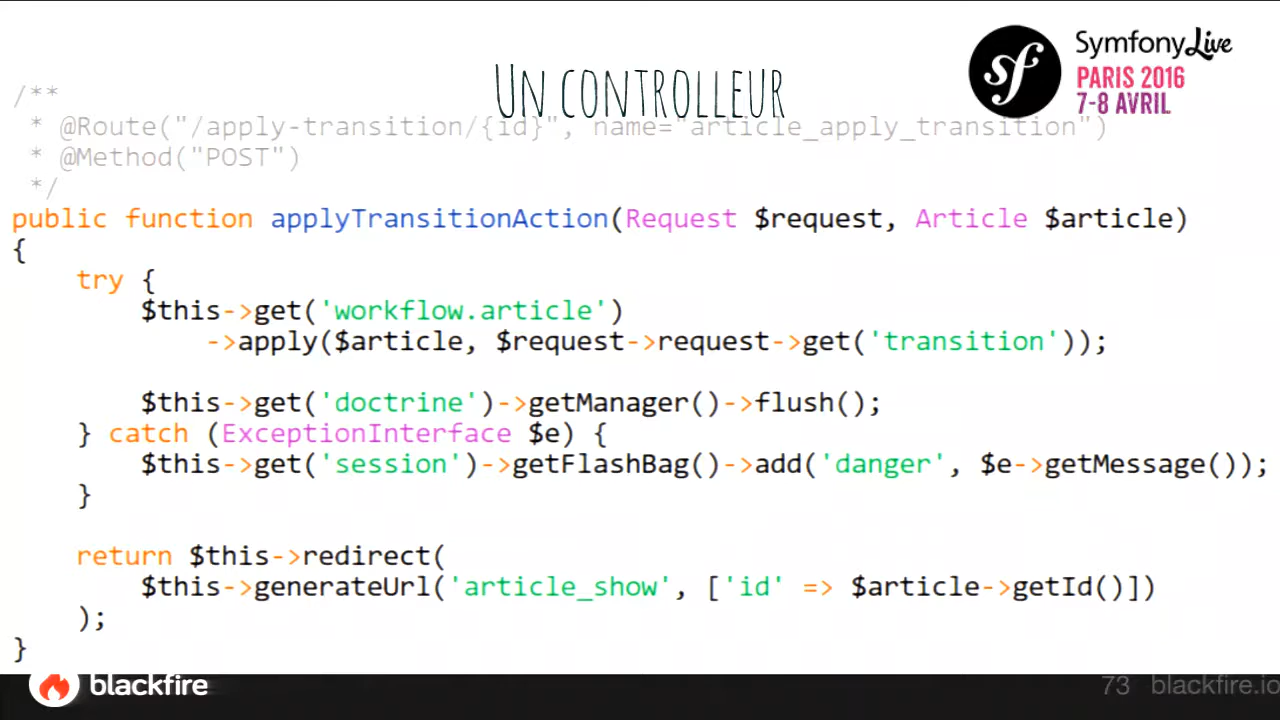 UN CONTROLLEUR
SymfonyLive
PARIS 2016
7-8 AVRIL
/**
 * @Route("/apply-transition/{id}", name="article_apply_transition")
 * @Method("POST")
 */
public function applyTransitionAction(Request $request, Article $article)
{
    try {
        $this->get('workflow.article')
            ->apply($article, $request->request->get('transition'));
        $this->get('doctrine')->getManager()->flush();
    } catch (ExceptionInterface $e) {
        $this->get('session')->getFlashBag()->add('danger', $e->getMessage());
    }
    return $this->redirect(
        $this->generateUrl('article_show', ['id' => $article->getId()])
    );
}
blackfire
73 blackfire.io